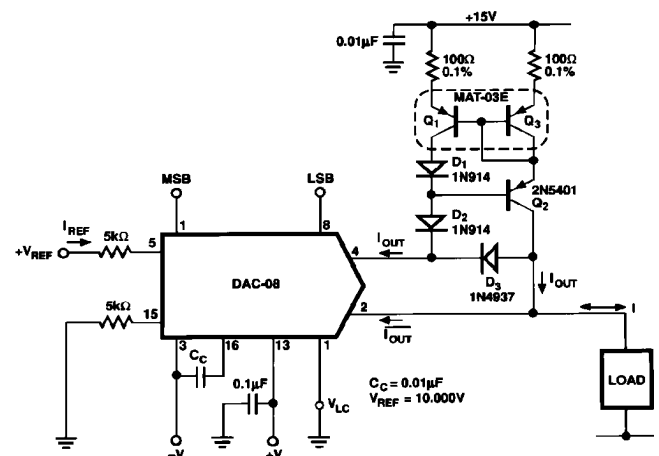 +15V
0.01μF
100Ω
0.1%
100Ω
0.1%
MAT-03E
Q1
Q3
D1
1N914
MSB
LSB
2N5401
Q2
D2
1N914
IREF
5kΩ
5
1
8
4
IOUT
+VREF
DAC-08
D3
1N4937
IOUT
5kΩ
15
2
IOUT
I
3
16
13
1
CC
0.1μF
CC = 0.01μF
VREF = 10.000V
LOAD
VLC
–V
+V